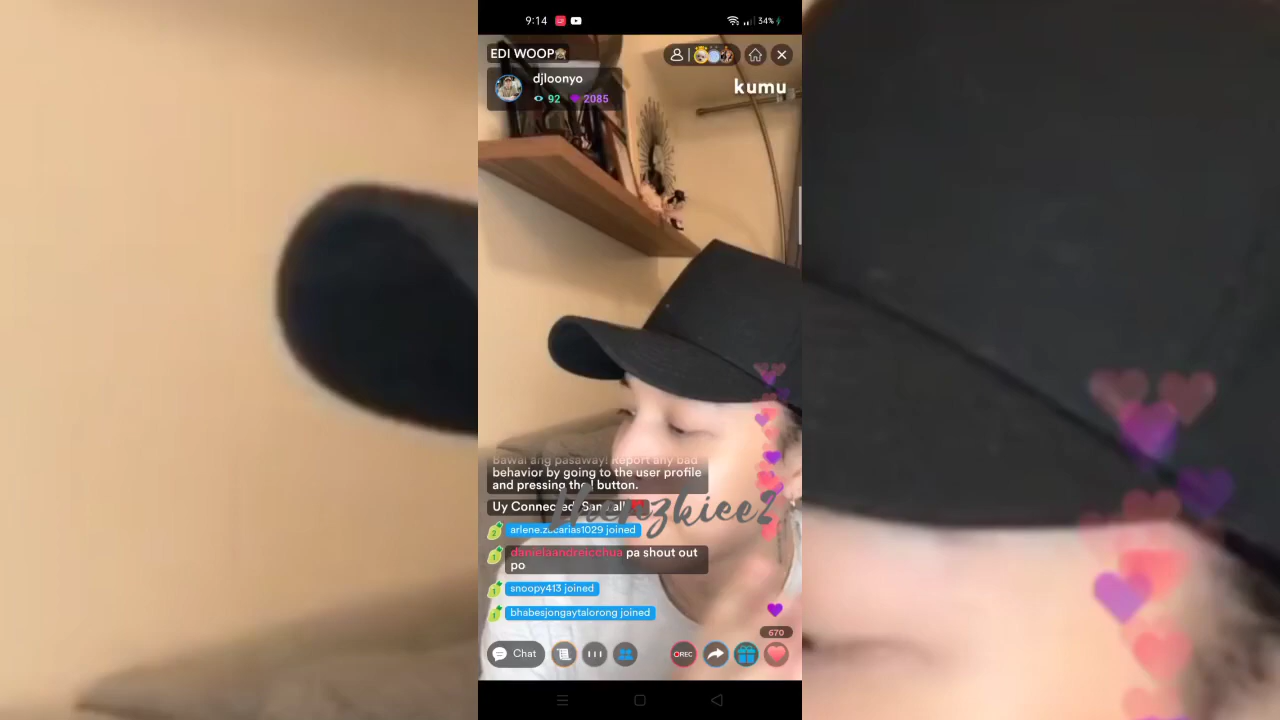 9:14
34%
EDI WOOP
djloonyo
92 2085
kumu
Bawal ang pasaway! Report any bad
behavior by going to the user profile
and pressing the ! button.
Uy Connected! Sanaall
arlene.zacarias1029 joined
danielaandreicchua pa shout out
po
snoopy413 joined
bhabesjongaytalorong joined
670
Chat
REC